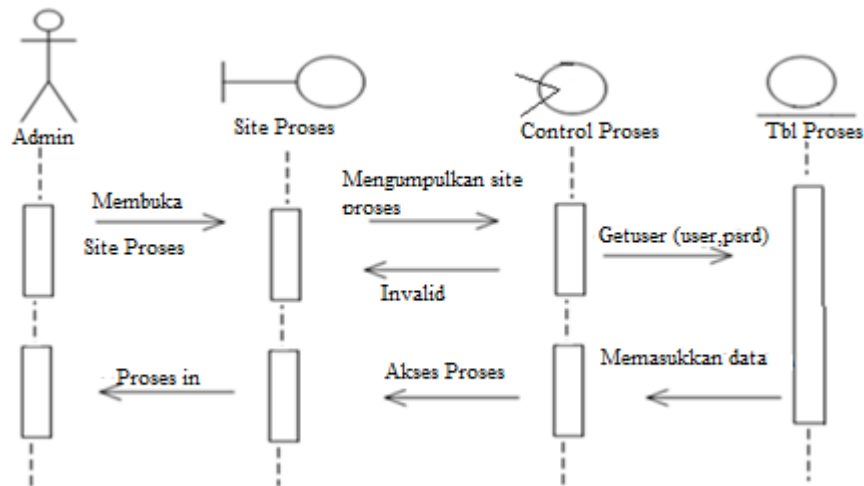 Admin
Site Proses
Control Proses
Tbl Proses
Membuka
Site Proses
Mengumpulkan site
proses
Getuser (user,psrd)
Invalid
Memasukkan data
Akses Proses
Proses in